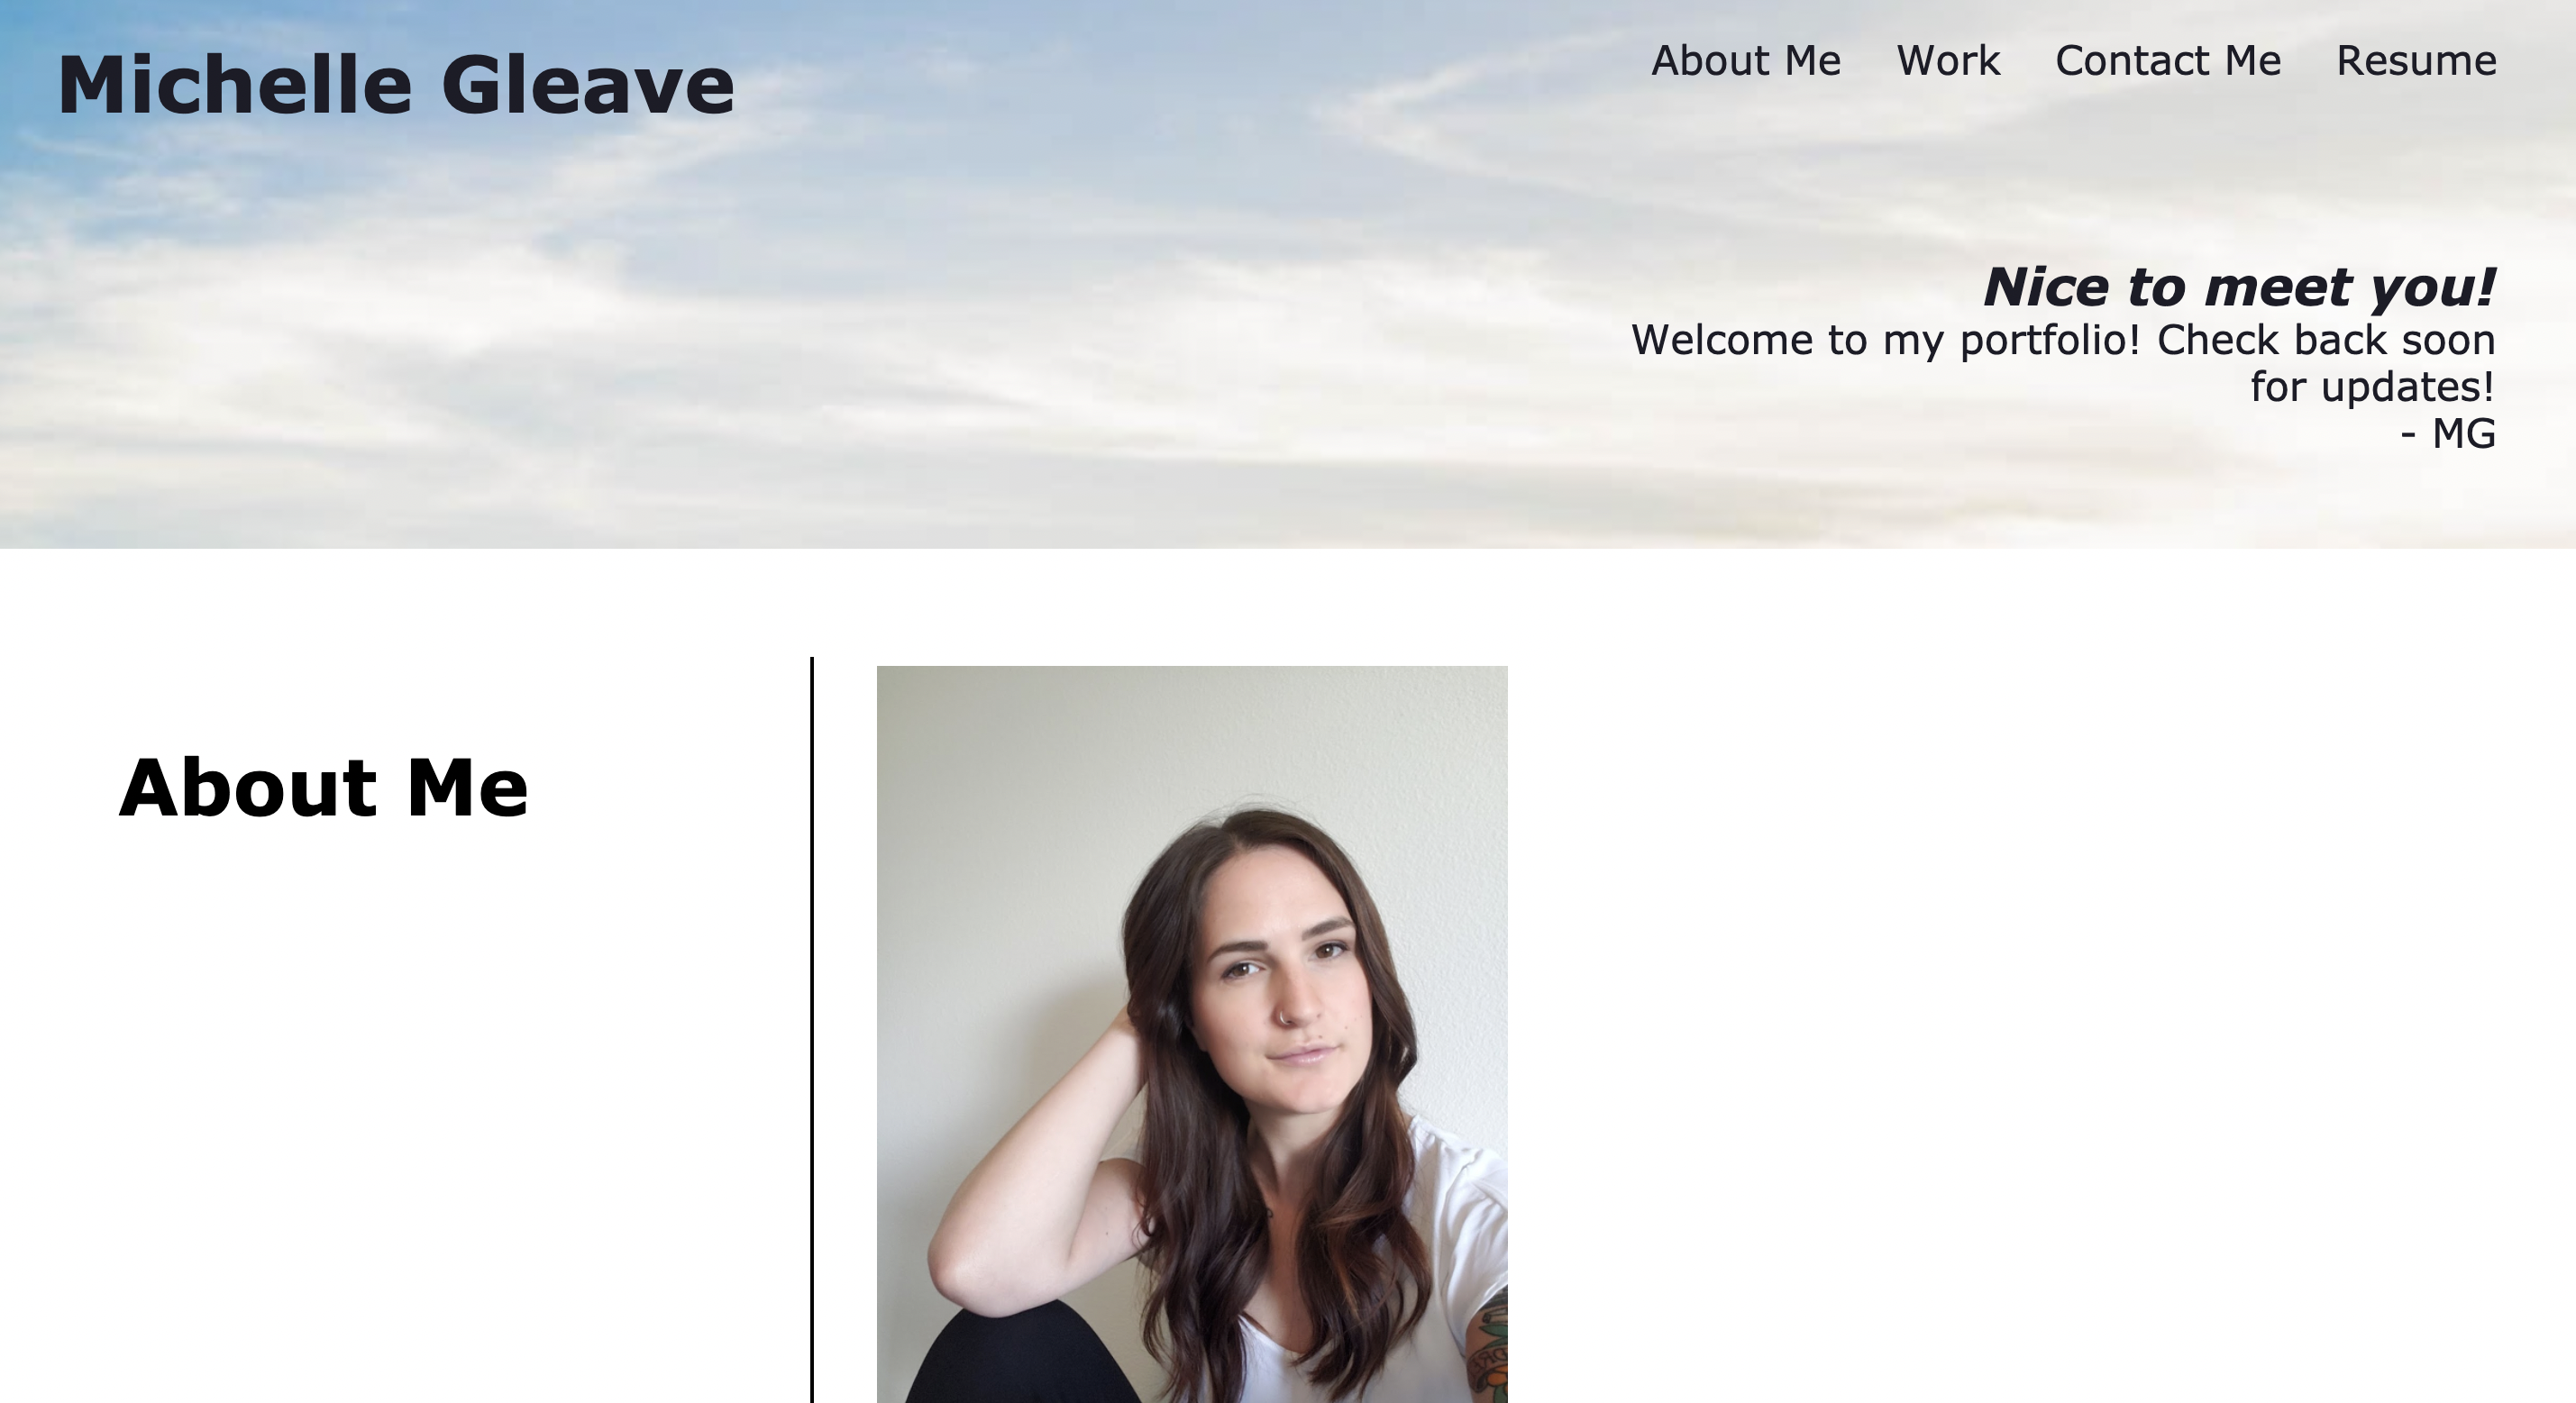 Michelle Gleave
About Me Work Contact Me Resume
Nice to meet you!
Welcome to my portfolio! Check back soon
for updates!
- MG
About Me